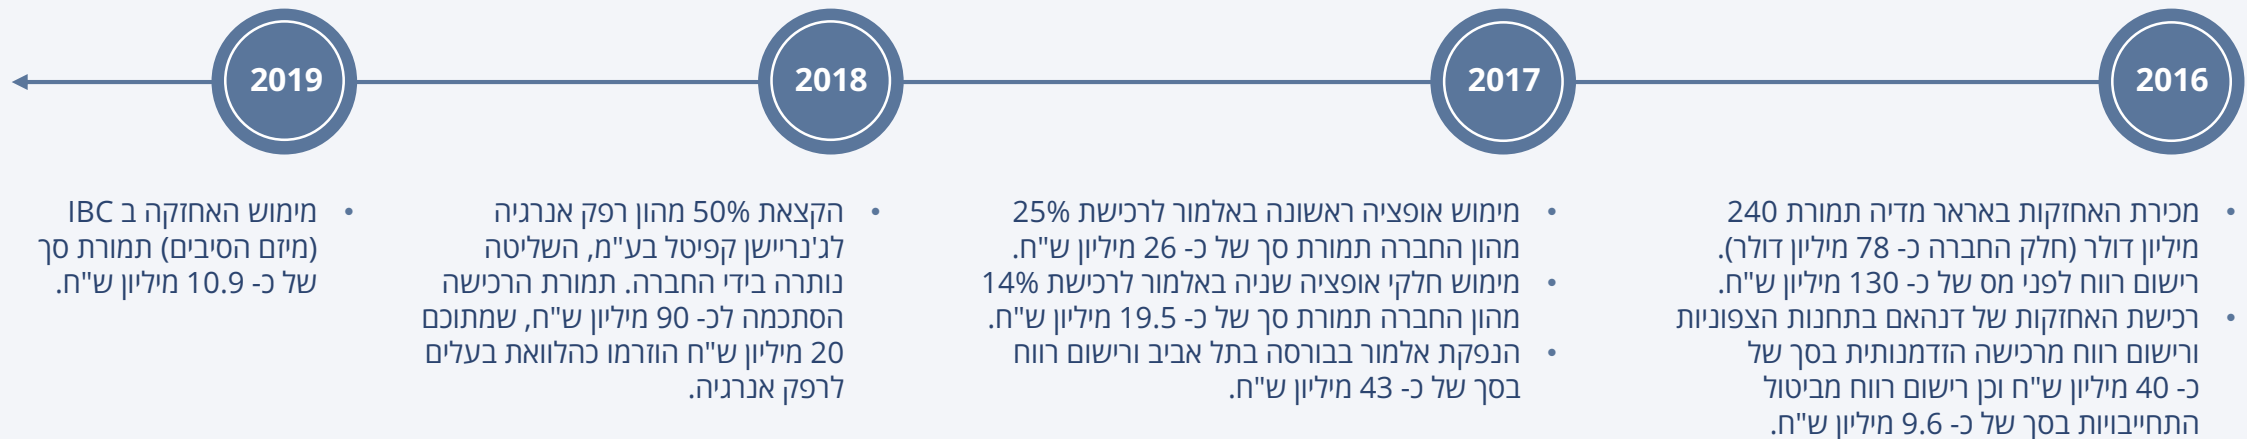 2016
2017
2018
2019
• מכירת האחזקות באראר מדיה תמורת 240
מיליון דולר (חלק החברה כ- 78 מיליון דולר).
רישום רווח לפני מס של כ- 130 מיליון ש"ח.
• רכישת האחזקות של דנהאם בתחנות הצפוניות
ורישום רווח מרכישה הזדמנותית בסך של
כ- 40 מיליון ש"ח וכן רישום רווח מביטול
התחייבויות בסך של כ- 9.6 מיליון ש"ח.
• מימוש אופציה ראשונה באלמור לרכישת 25%
מהון החברה תמורת סך של כ- 26 מיליון ש"ח.
• מימוש חלקי אופציה שניה באלמור לרכישת 14%
מהון החברה תמורת סך של כ- 19.5 מיליון ש"ח.
• הנפקת אלמור בבורסה בתל אביב ורישום רווח
בסך של כ- 43 מיליון ש"ח.
• הקצאת 50% מהון רפק אנרגיה
לג'נריישן קפיטל בע"מ, השליטה
נותרה בידי החברה. תמורת הרכישה
הסתכמה לכ- 90 מיליון ש"ח, שמתוכם
20 מיליון ש"ח הוזרמו כהלוואת בעלים
לרפק אנרגיה.
• מימוש האחזקה ב IBC
(מיזם הסיבים) תמורת סך
של כ- 10.9 מיליון ש"ח.